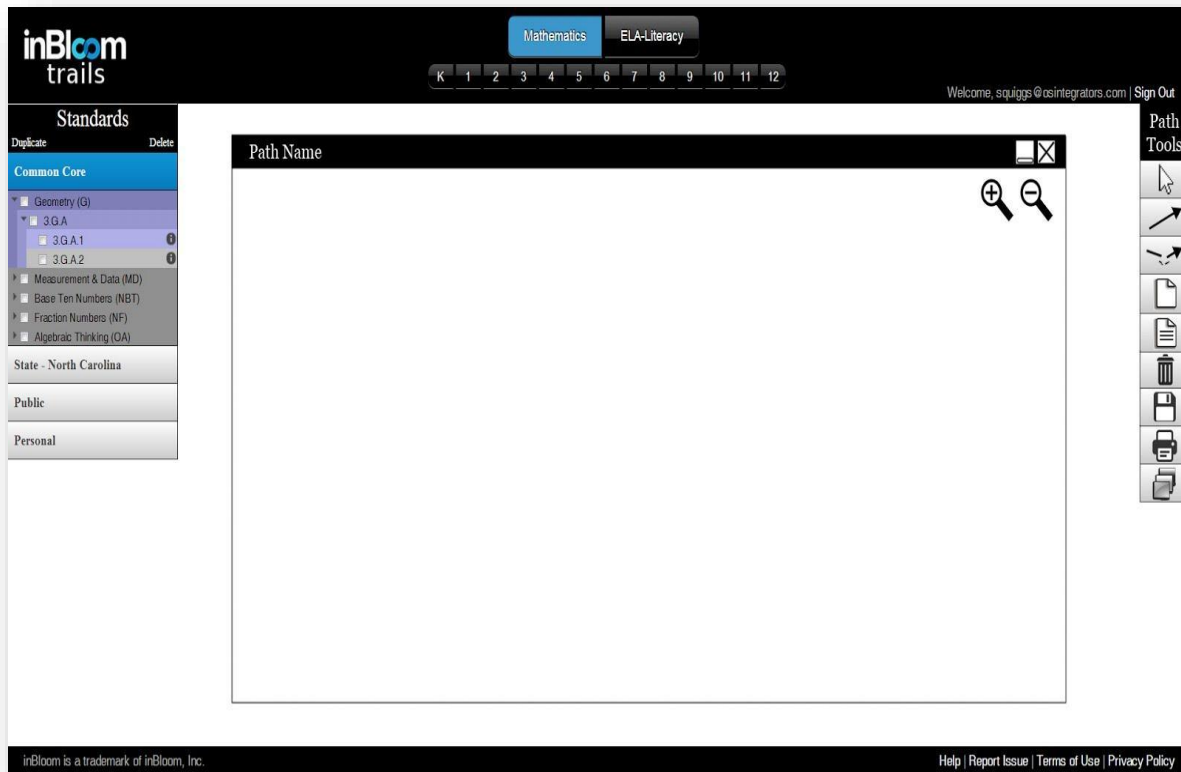 inBloom
trails
Mathematics ELA-Literacy
K 1 2 3 4 5 6 7 8 9 10 11 12
Welcome, squiggs@osintegrators.com | Sign Out
Standards
Duplicate Delete
Common Core
Geometry (G)
3.G.A
3.G.A.1
3.G.A.2
Measurement & Data (MD)
Base Ten Numbers (NBT)
Fraction Numbers (NF)
Algebraic Thinking (OA)
State - North Carolina
Public
Personal
Path Name
Path
Tools
inBloom is a trademark of inBloom, Inc.
Help | Report Issue | Terms of Use | Privacy Policy